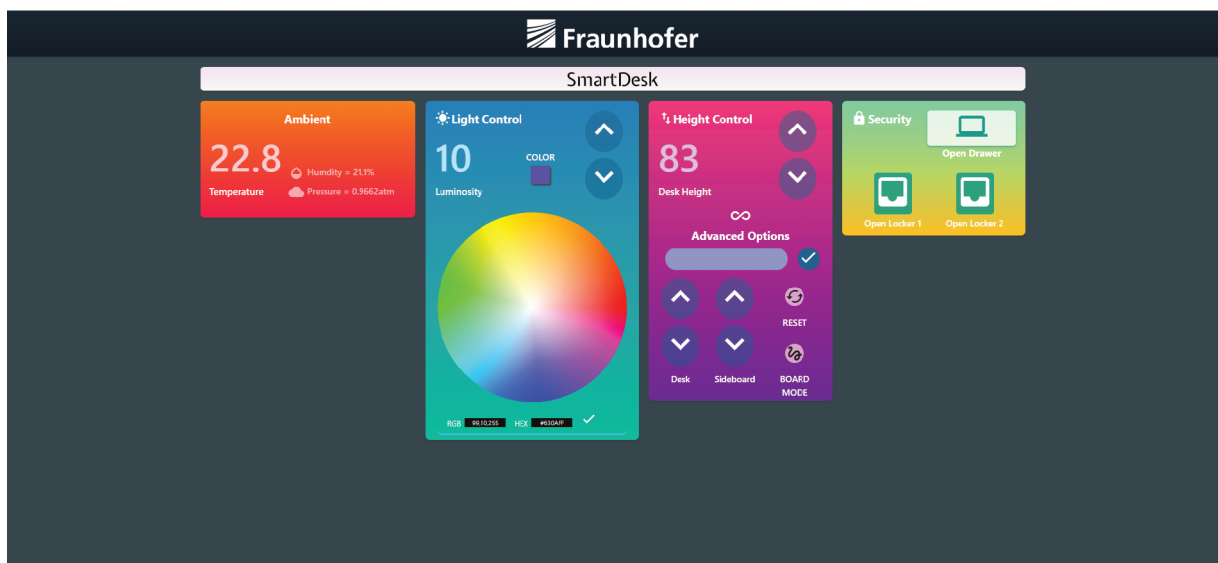 Fraunhofer
SmartDesk
Ambient
22.8
Humdity = 21.1%
Temperature
Pressure = 0.9662atm
Light Control
10
COLOR
Luminosity
RGB 99,10,255 HEX #630AFF
Height Control
83
Desk Height
Advanced Options
RESET
Desk
Sideboard
BOARD
MODE
Security
Open Drawer
Open Locker 1
Open Locker 2